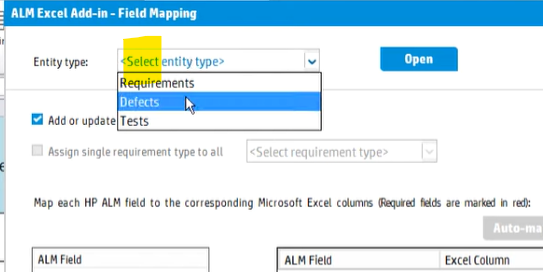 ALM Excel Add-in - Field Mapping
Entity type: <Select entity type> Open
Requirements
Defects
Add or update Tests
Assign single requirement type to all <Select requirement type>
Map each HP ALM field to the corresponding Microsoft Excel columns (Required fields are marked in red):
ALM Field ALM Field Excel Column